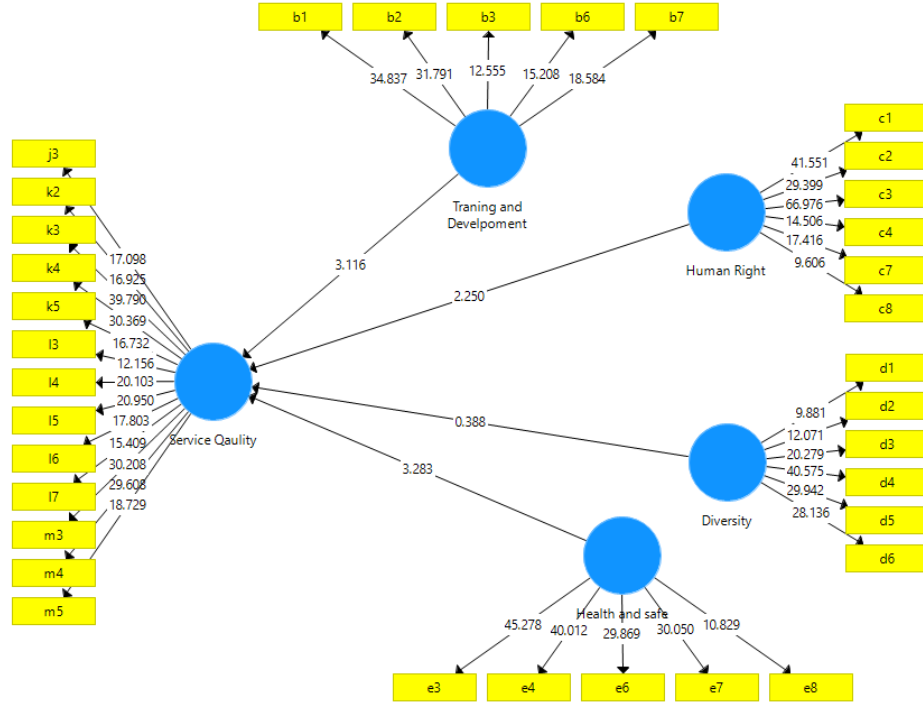 b1
b2
b3
b6
b7
34.837
31.791
12.555
15.208
18.584
Traning and
Develpoment
c1
c2
c3
c4
c7
c8
41.551
29.399
66.976
14.506
17.416
9.606
Human Right
j3
k2
k3
k4
k5
l3
l4
l5
l6
l7
m3
m4
m5
17.098
16.925
39.790
30.369
16.732
12.156
20.103
20.950
17.803
15.409
30.208
29.608
18.729
Service Qaulity
3.116
2.250
0.388
3.283
d1
d2
d3
d4
d5
d6
9.881
12.071
20.279
40.575
29.942
28.136
Diversity
Health and safe
45.278
40.012
29.869
30.050
10.829
e3
e4
e6
e7
e8